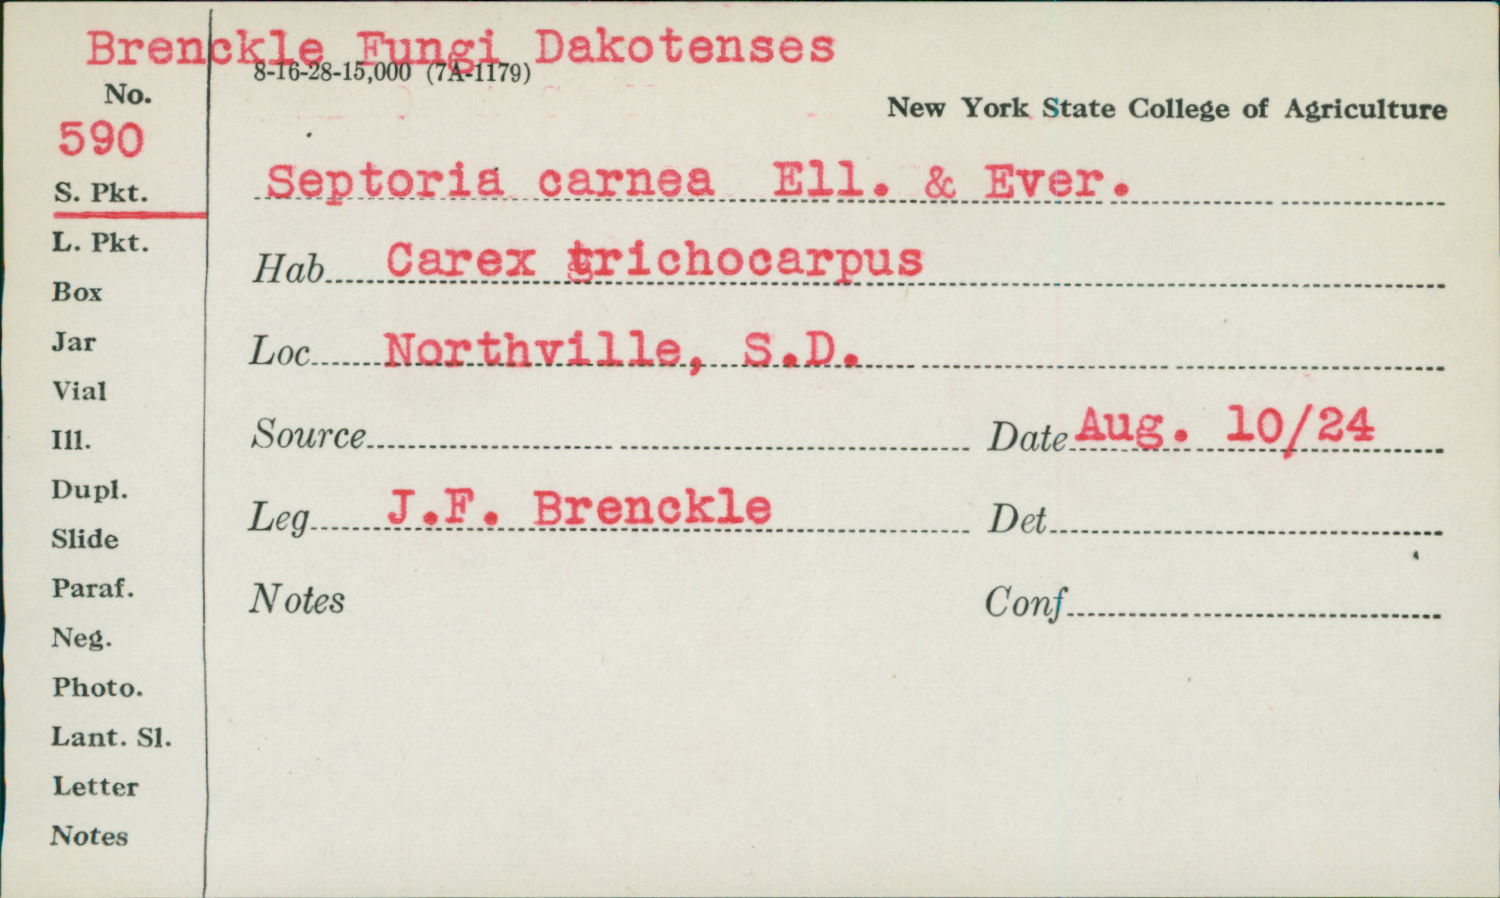 Brenckle Fungi Dakotenses
8-16-28-15,000 (7A-1179)
No.
New York State College of Agriculture
590
Septoria carnea Ell. & Ever.
S. Pkt.
L. Pkt.
Hab. Carex trichocarpus
Box
Jar
Loc. Northville, S.D.
Vial
Ill.
Source Date Aug. 10/24
Dupl.
Leg. J.F. Brenckle Det.
Slide
Paraf.
Notes Conf.
Neg.
Photo.
Lant. Sl.
Letter
Notes